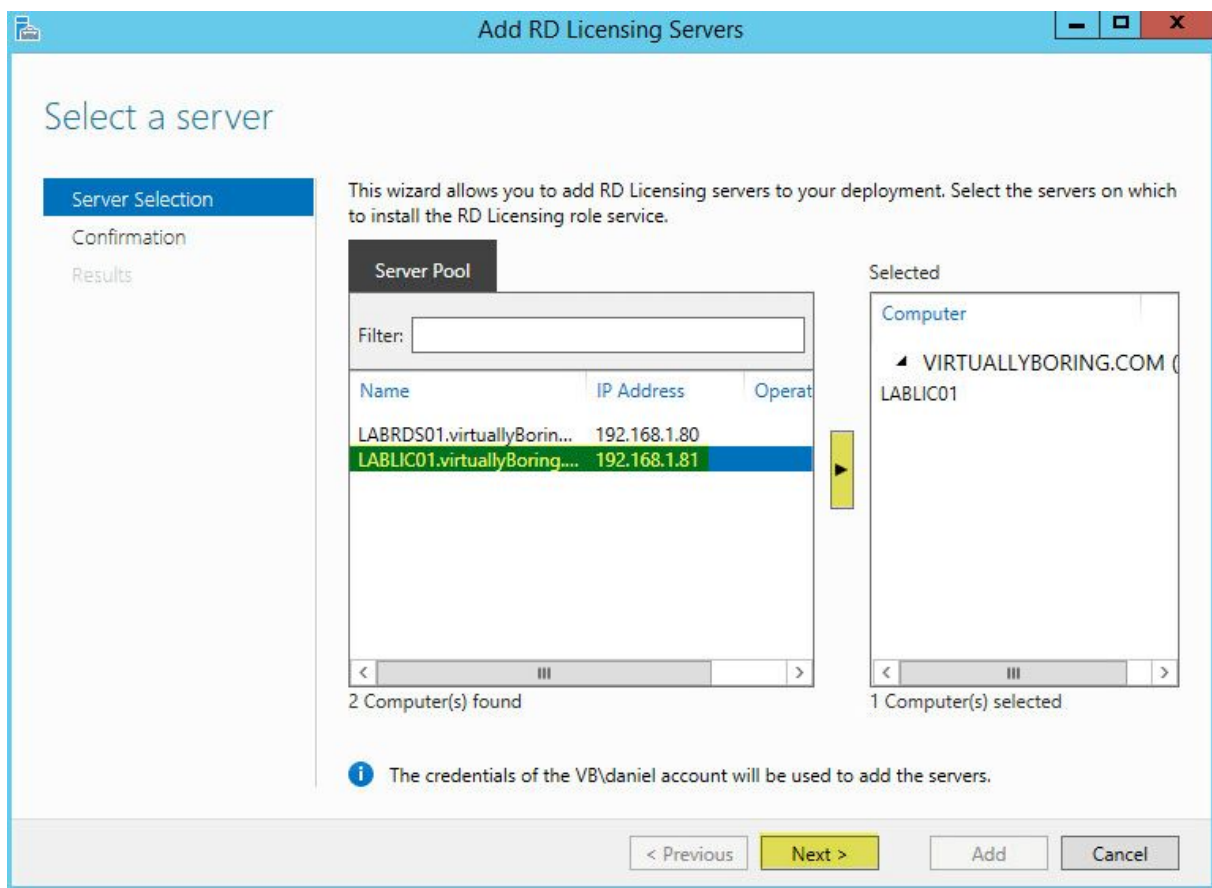 Add RD Licensing Servers
Select a server
Server Selection
Confirmation
Results
This wizard allows you to add RD Licensing servers to your deployment. Select the servers on which
to install the RD Licensing role service.
Server Pool
Filter:
Name IP Address Operat
LABRDS01.virtuallyBorin... 192.168.1.80
LABLIC01.virtuallyBoring.... 192.168.1.81
2 Computer(s) found
Selected
Computer
VIRTUALLYBORING.COM (
LABLIC01
1 Computer(s) selected
The credentials of the VB\daniel account will be used to add the servers.
< Previous Next > Add Cancel